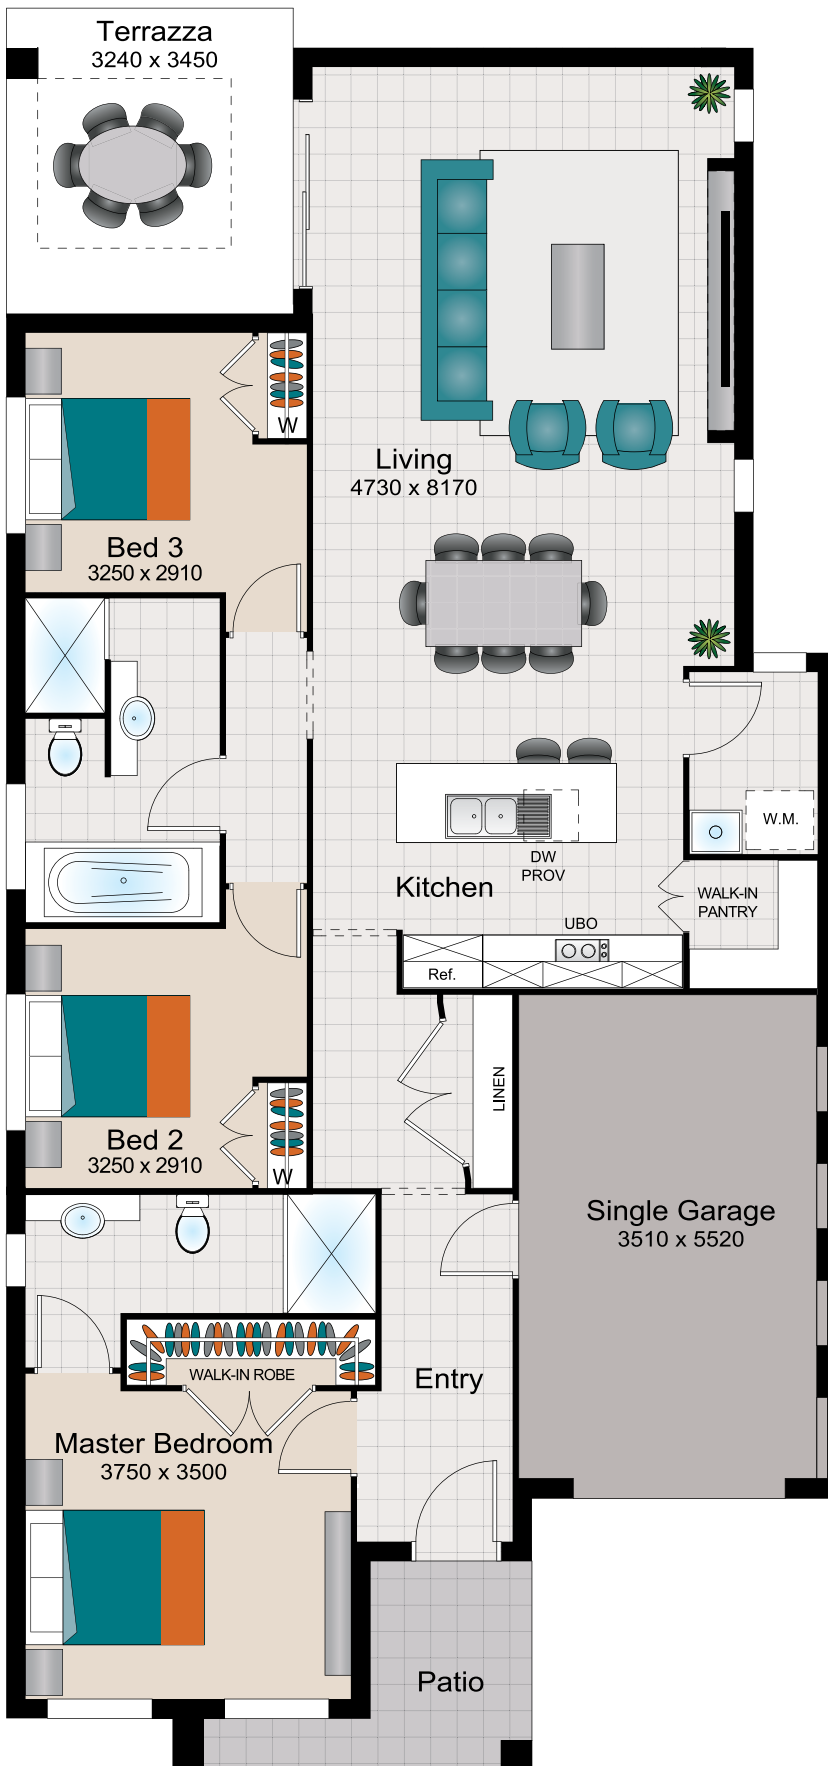 Terrazza
3240 x 3450
W
Living
4730 x 8170
Bed 3
3250 x 2910
W.M.
DW
PROV
Kitchen
WALK-IN
PANTRY
UBO
Ref.
LINEN
Bed 2
3250 x 2910
W
Single Garage
3510 x 5520
WALK-IN ROBE
Entry
Master Bedroom
3750 x 3500
Patio